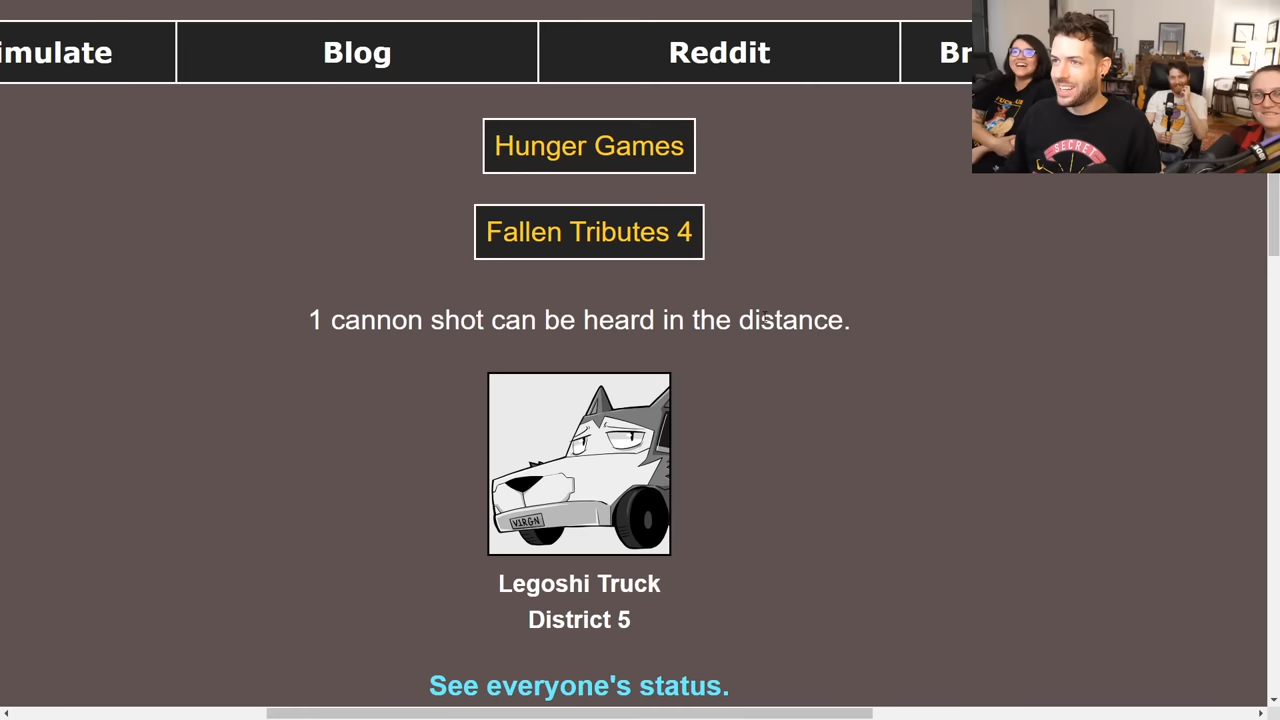 imulate
Blog
Reddit
Br
Hunger Games
Fallen Tributes 4
1 cannon shot can be heard in the distance.
V1RGN
Legoshi Truck
District 5
See everyone's status.
SECRET